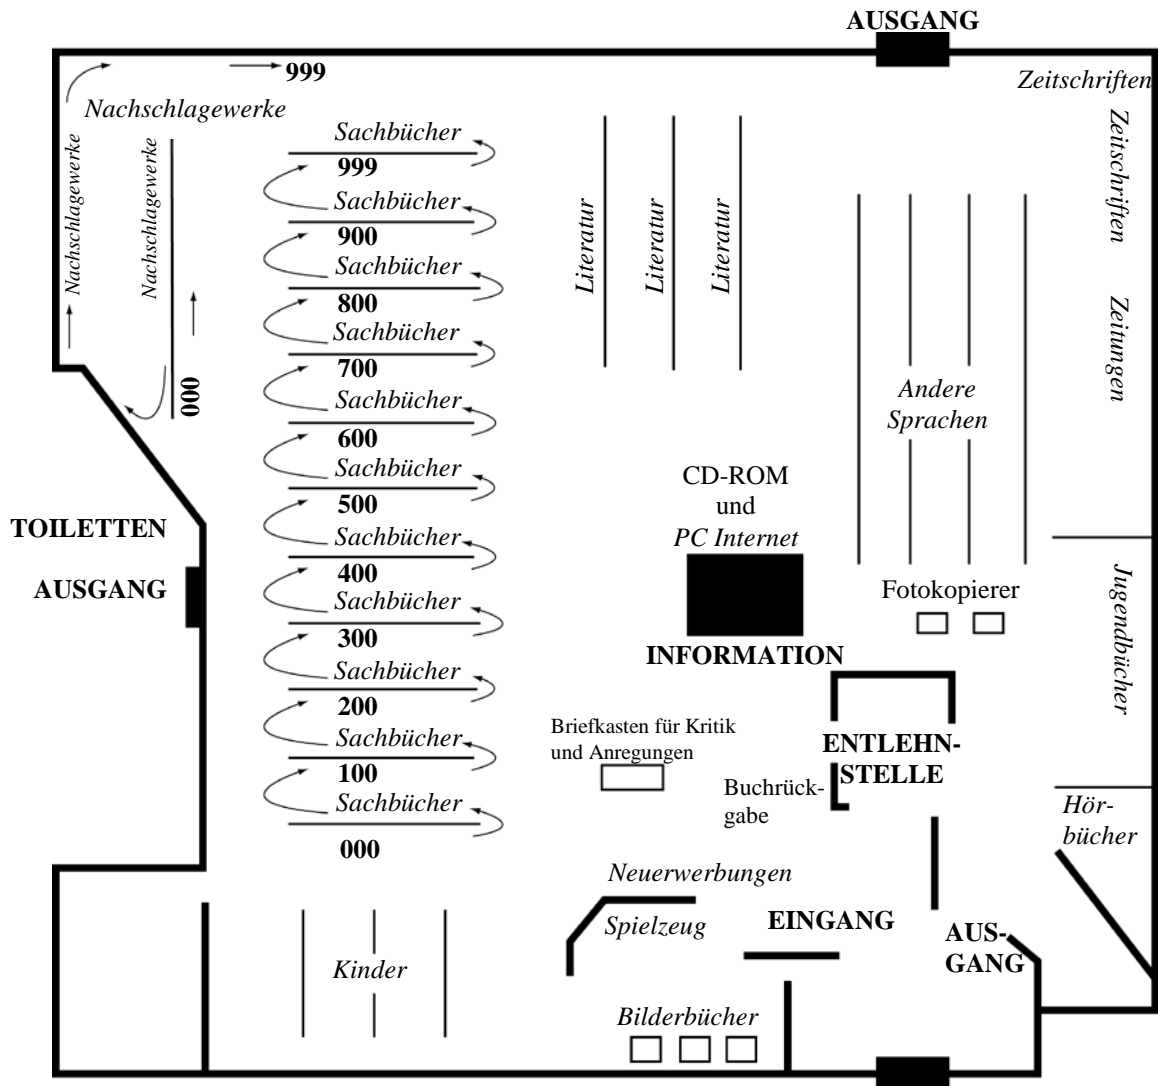 AUSGANG
999
Zeitschriften
Nachschlagewerke
Nachschlagewerke
Nachschlagewerke
000
Sachbücher
999
Sachbücher
900
Sachbücher
800
Sachbücher
700
Sachbücher
600
Sachbücher
500
Sachbücher
400
Sachbücher
300
Sachbücher
200
Sachbücher
100
Sachbücher
000
Literatur
Literatur
Literatur
Zeitschriften
Zeitungen
Andere
Sprachen
CD-ROM
und
PC Internet
INFORMATION
TOILETTEN
AUSGANG
Fotokopierer
Jugendbücher
Briefkasten für Kritik
und Anregungen
ENTLEHN-
STELLE
Buchrück-
gabe
Hör-
bücher
Neuerwerbungen
Spielzeug
EINGANG
AUS-
GANG
Kinder
Bilderbücher